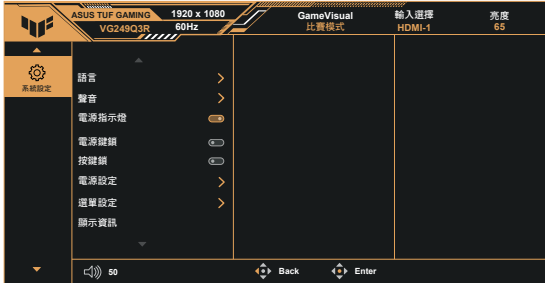 ASUS TUF GAMING 1920 x 1080 GameVisual 輸入選擇 亮度
VG249Q3R 60Hz 比賽模式 HDMI-1 65
系統設定
語言
聲音
電源指示燈
電源鍵鎖
按鍵鎖
電源設定
選單設定
顯示資訊
50 Back Enter